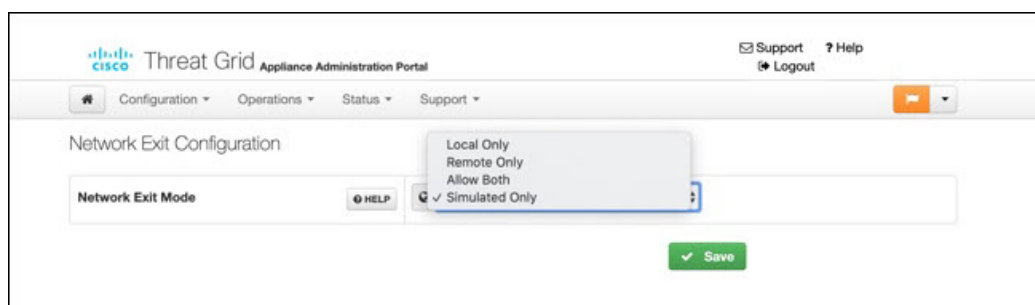 Support ? Help
cisco Threat Grid Appliance Administration Portal
Logout
Configuration Operations Status Support
Network Exit Configuration
Local Only
Remote Only
Allow Both
Network Exit Mode HELP ✓ Simulated Only
✓ Save